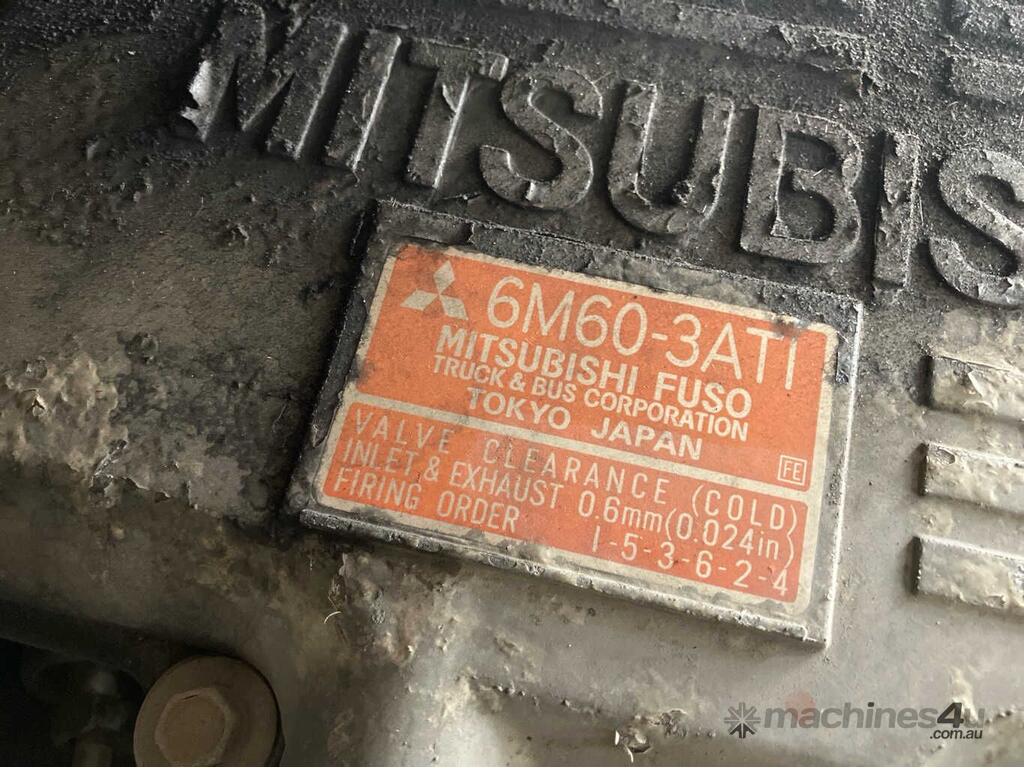 MITSUBIS
6M60-3AT1
MITSUBISHI FUSO
TRUCK & BUS CORPORATION
TOKYO JAPAN
FE
VALVE CLEARANCE (COLD)
INLET & EXHAUST 0.6mm(0.024in)
FIRING ORDER 1-5-3-6-2-4
machines4u
.com.au